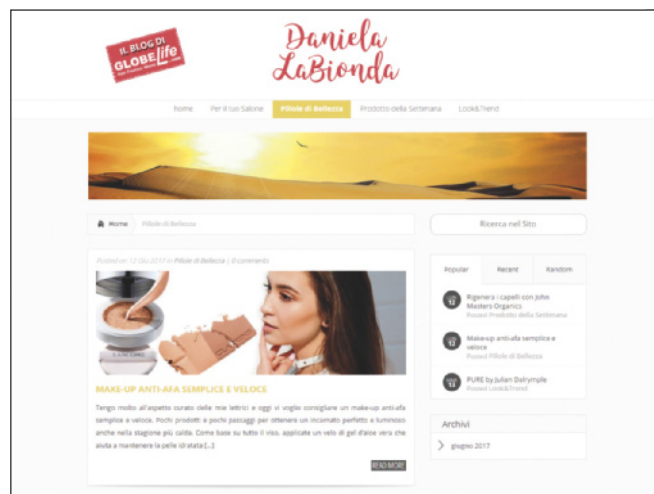 IL BLOG DI
GLOBElife
.com
Daniela
LaBionda
home Per il tuo Salone Pillole di Bellezza Prodotto della Settimana Look&Trend
Home Pillole di Bellezza
Ricerca nel Sito
Posted on 12 Giu 2017 in Pillole di Bellezza | 0 comments
MAKE-UP ANTI-AFA SEMPLICE E VELOCE
Tengo molto all'aspetto curato delle mie lettrici e oggi vi voglio consigliare un make-up anti-afa
semplice e veloce. Pochi prodotti e pochi passaggi per ottenere un incarnato perfetto e luminoso
anche nella stagione più calda. Come base su tutto il viso, applicate un velo di gel d'aloe vera che
aiuta a mantenere la pelle idratata [...]
READ MORE
Popular Recent Random
12
Rigenera i capelli con John
Masters Organics
Prodotto della Settimana
12
Make-up anti-afa semplice e
veloce
Pillole di Bellezza
12
PURE by Julian Dalrymple
Look&Trend
Archivi
giugno 2017